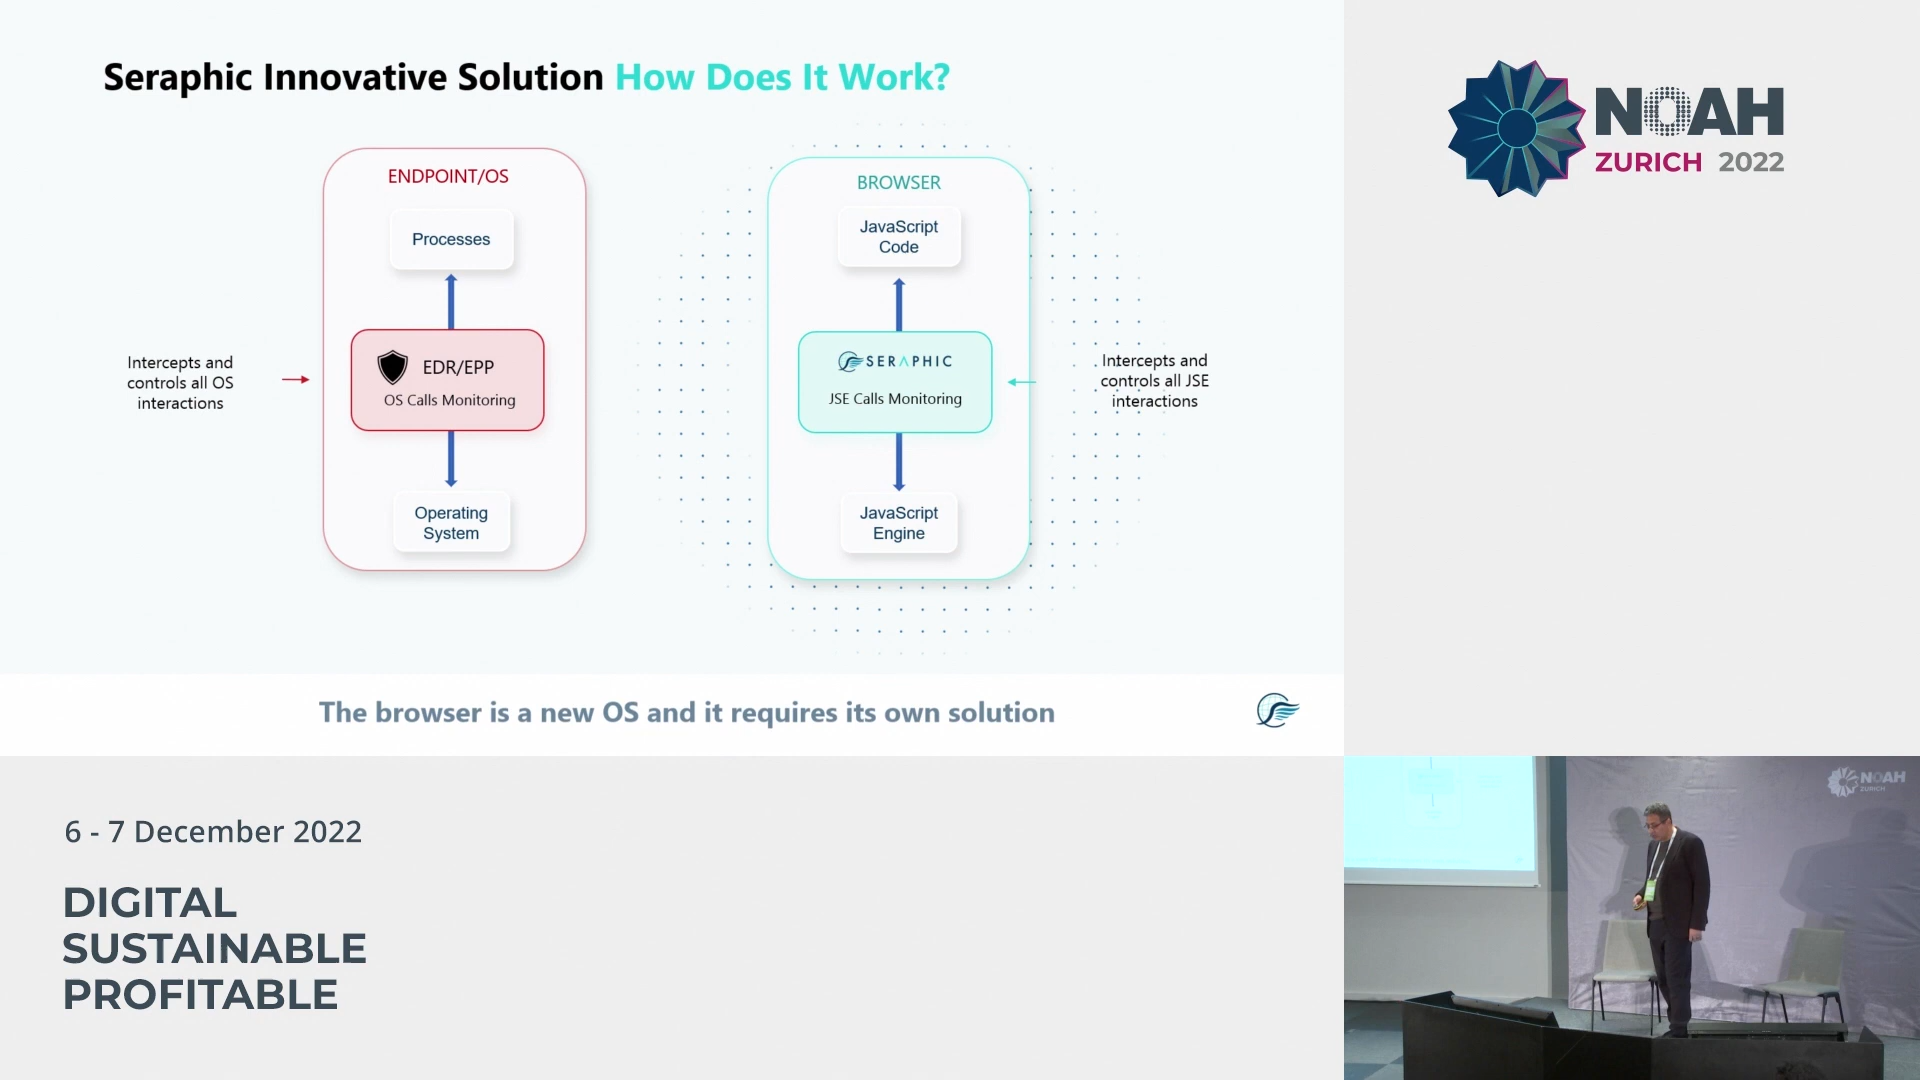 Seraphic Innovative Solution How Does It Work?
ENDPOINT/OS
Processes
EDR/EPP
OS Calls Monitoring
Operating
System
Intercepts and
controls all OS
interactions
BROWSER
JavaScript
Code
SERAPHIC
JSE Calls Monitoring
JavaScript
Engine
Intercepts and
controls all JSE
interactions
The browser is a new OS and it requires its own solution
NOAH
ZURICH 2022
6 - 7 December 2022
DIGITAL
SUSTAINABLE
PROFITABLE
NOAH
ZURICH